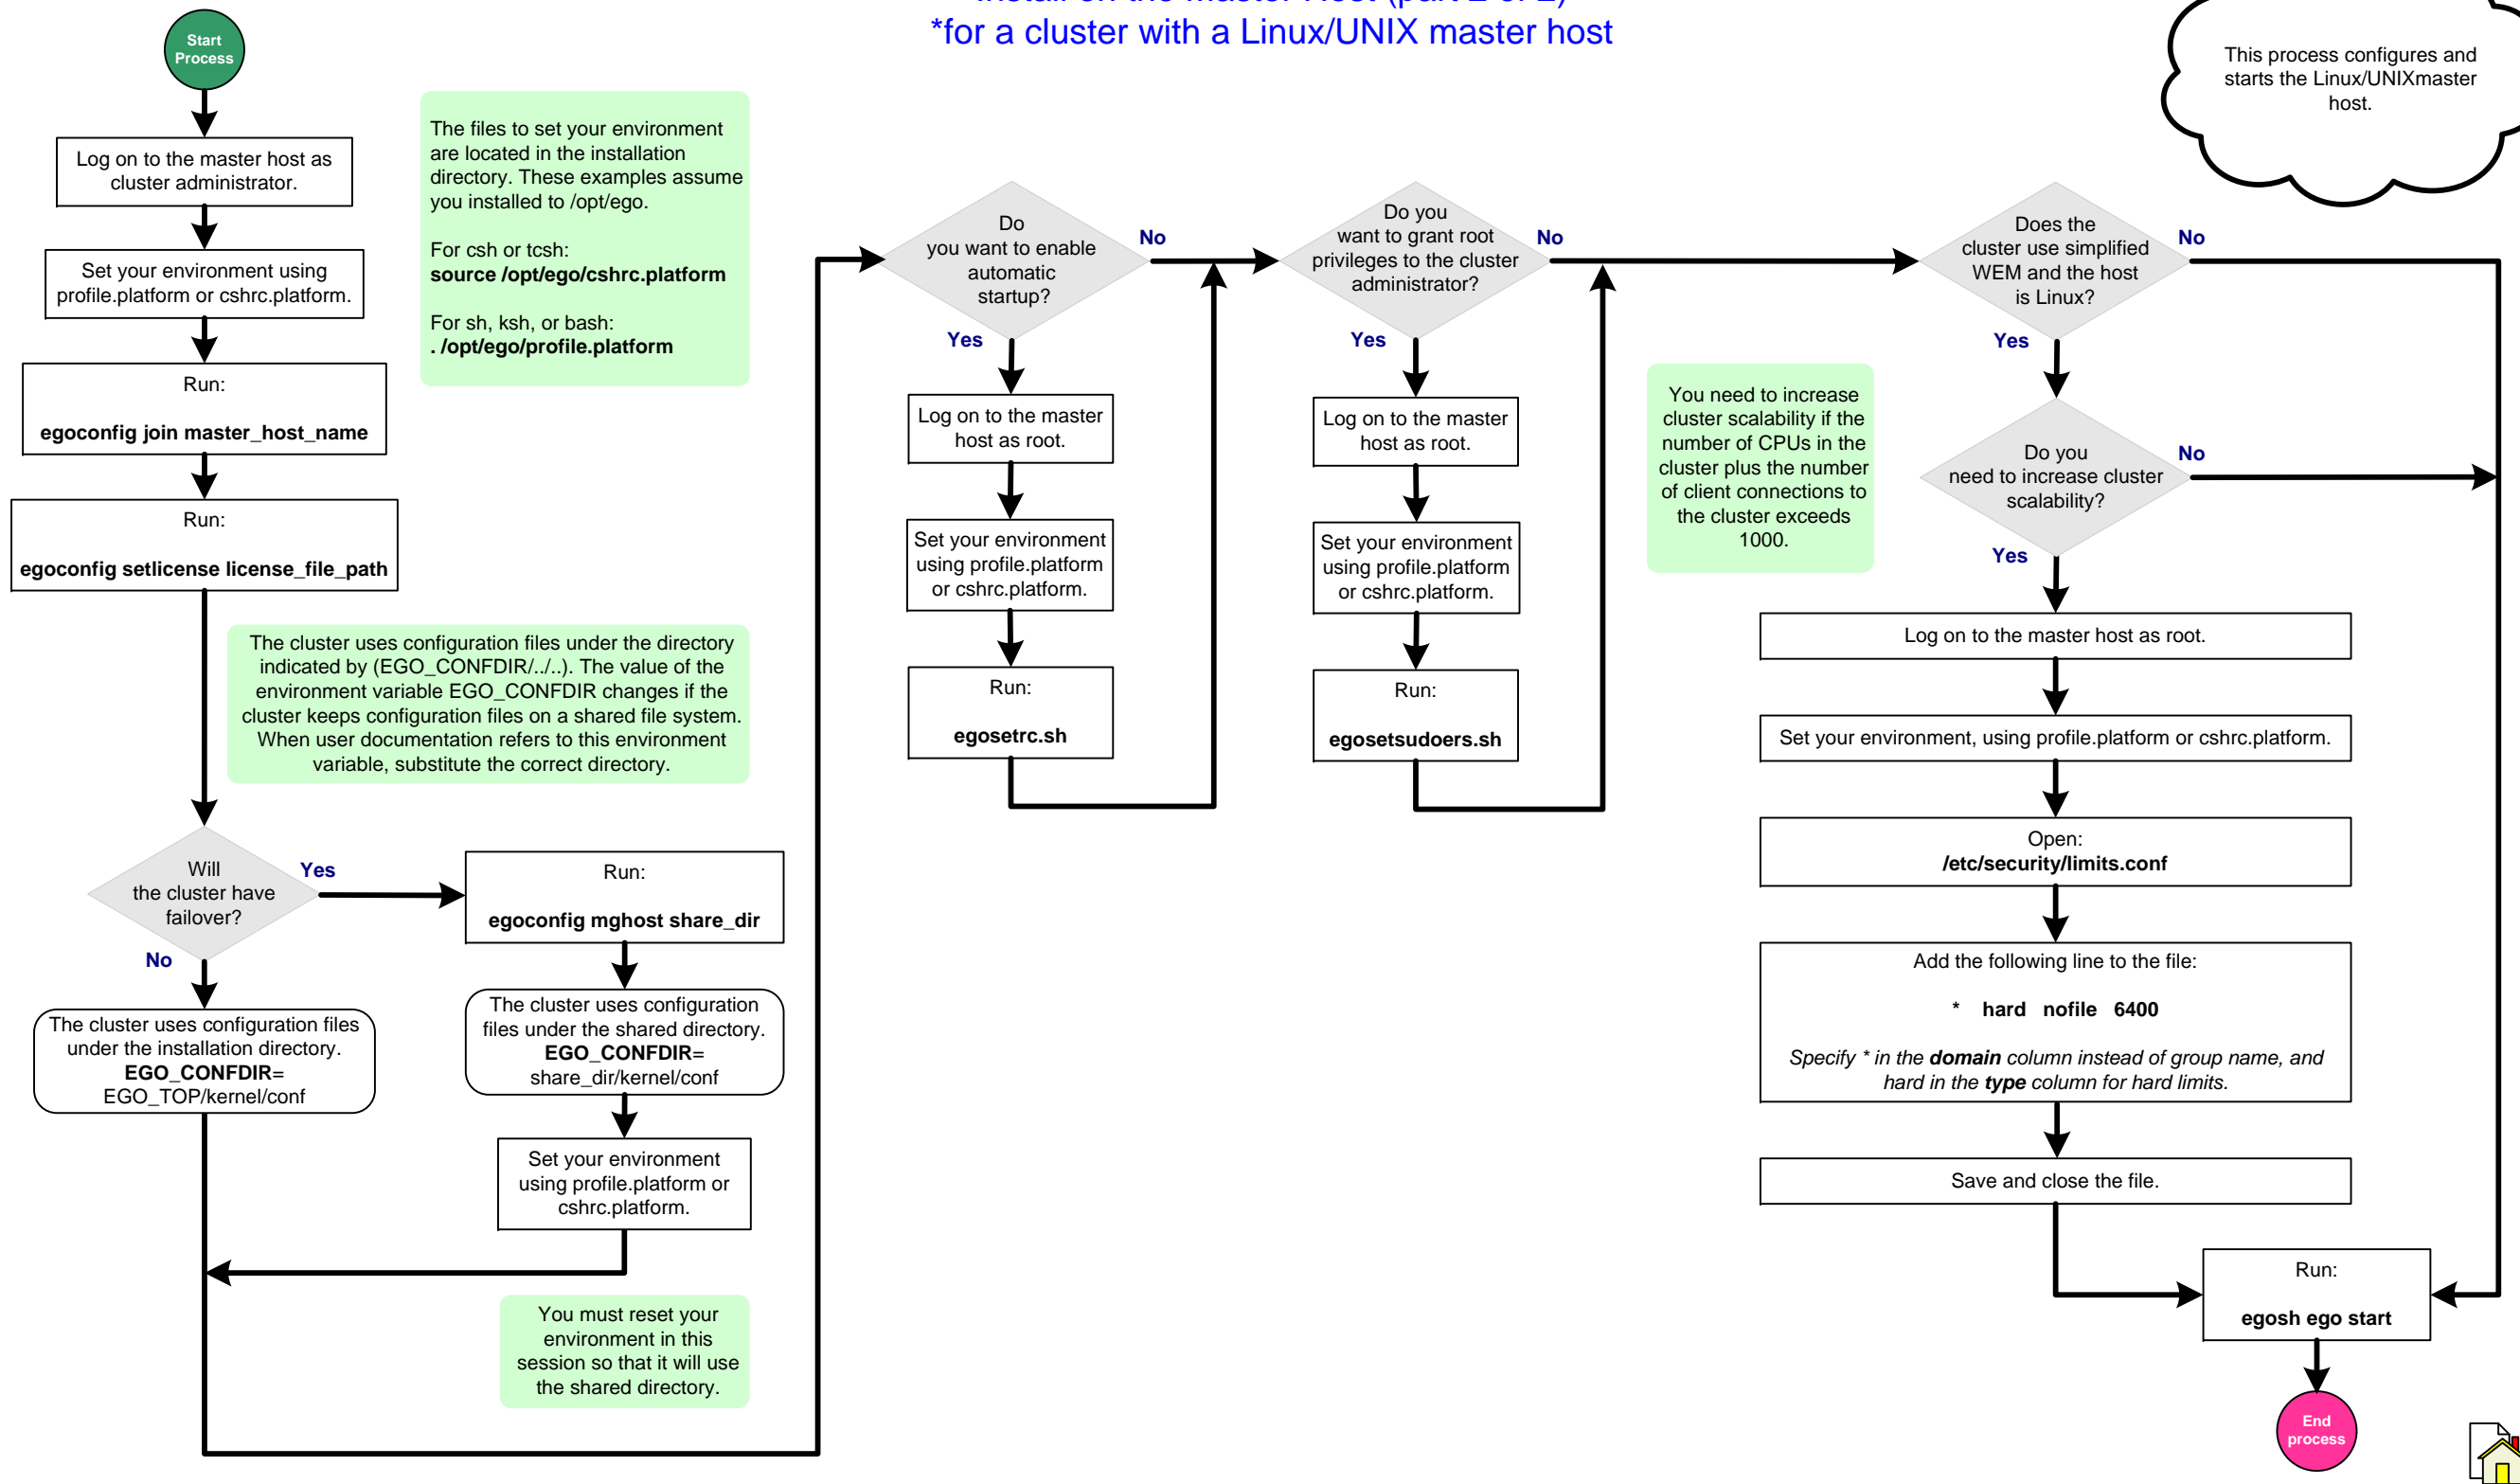 Install on the Master Host (part 2 of 2)
*for a cluster with a Linux/UNIX master host
This process configures and
starts the Linux/UNIXmaster
host.
Start
Process
Log on to the master host as
cluster administrator.
Set your environment using
profile.platform or cshrc.platform.
Run:
egoconfig join master_host_name
Run:
egoconfig setlicense license_file_path
The files to set your environment
are located in the installation
directory. These examples assume
you installed to /opt/ego.
For csh or tcsh:
source /opt/ego/cshrc.platform
For sh, ksh, or bash:
. /opt/ego/profile.platform
The cluster uses configuration files under the directory
indicated by (EGO_CONFDIR/../..). The value of the
environment variable EGO_CONFDIR changes if the
cluster keeps configuration files on a shared file system.
When user documentation refers to this environment
variable, substitute the correct directory.
Will
the cluster have
failover?
Yes
No
The cluster uses configuration files
under the installation directory.
EGO_CONFDIR=
EGO_TOP/kernel/conf
Run:
egoconfig mghost share_dir
The cluster uses configuration
files under the shared directory.
EGO_CONFDIR=
share_dir/kernel/conf
Set your environment
using profile.platform or
cshrc.platform.
You must reset your
environment in this
session so that it will use
the shared directory.
Do
you want to enable
automatic
startup?
No
Yes
Log on to the master
host as root.
Set your environment
using profile.platform
or cshrc.platform.
Run:
egosetrc.sh
Do you
want to grant root
privileges to the cluster
administrator?
No
Yes
Log on to the master
host as root.
Set your environment
using profile.platform
or cshrc.platform.
Run:
egosetsudoers.sh
Does the
cluster use simplified
WEM and the host
is Linux?
No
Yes
You need to increase
cluster scalability if the
number of CPUs in the
cluster plus the number
of client connections to
the cluster exceeds
1000.
Do you
need to increase cluster
scalability?
No
Yes
Log on to the master host as root.
Set your environment, using profile.platform or cshrc.platform.
Open:
/etc/security/limits.conf
Add the following line to the file:
* hard nofile 6400
Specify * in the domain column instead of group name, and
hard in the type column for hard limits.
Save and close the file.
Run:
egosh ego start
End
process